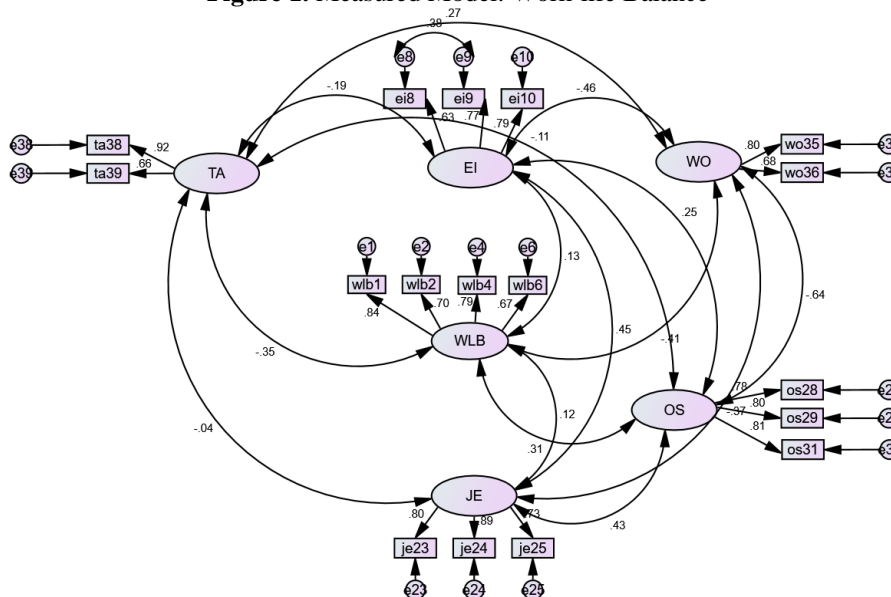 Figure 2. Measured Model: Work-life Balance
.27
.38
e8 e9 e10
-.19 ei8 ei9 ei10 -.46
.63 .77 .79 -.11
e38 ta38 .92 .80 wo35
e39 ta39 .66 TA EI WO .68 wo36
.25
e1 e2 e4 e6 .13
wlb1 wlb2 wlb4 wlb6
.84 .70 .79 .67 -.64
WLB .45 -.41
-.35
.78 os28
OS .80 os29
-.37
.12 .81 os31
-.04 .31
JE .43
.80 .89 .73
je23 je24 je25
e23 e24 e25